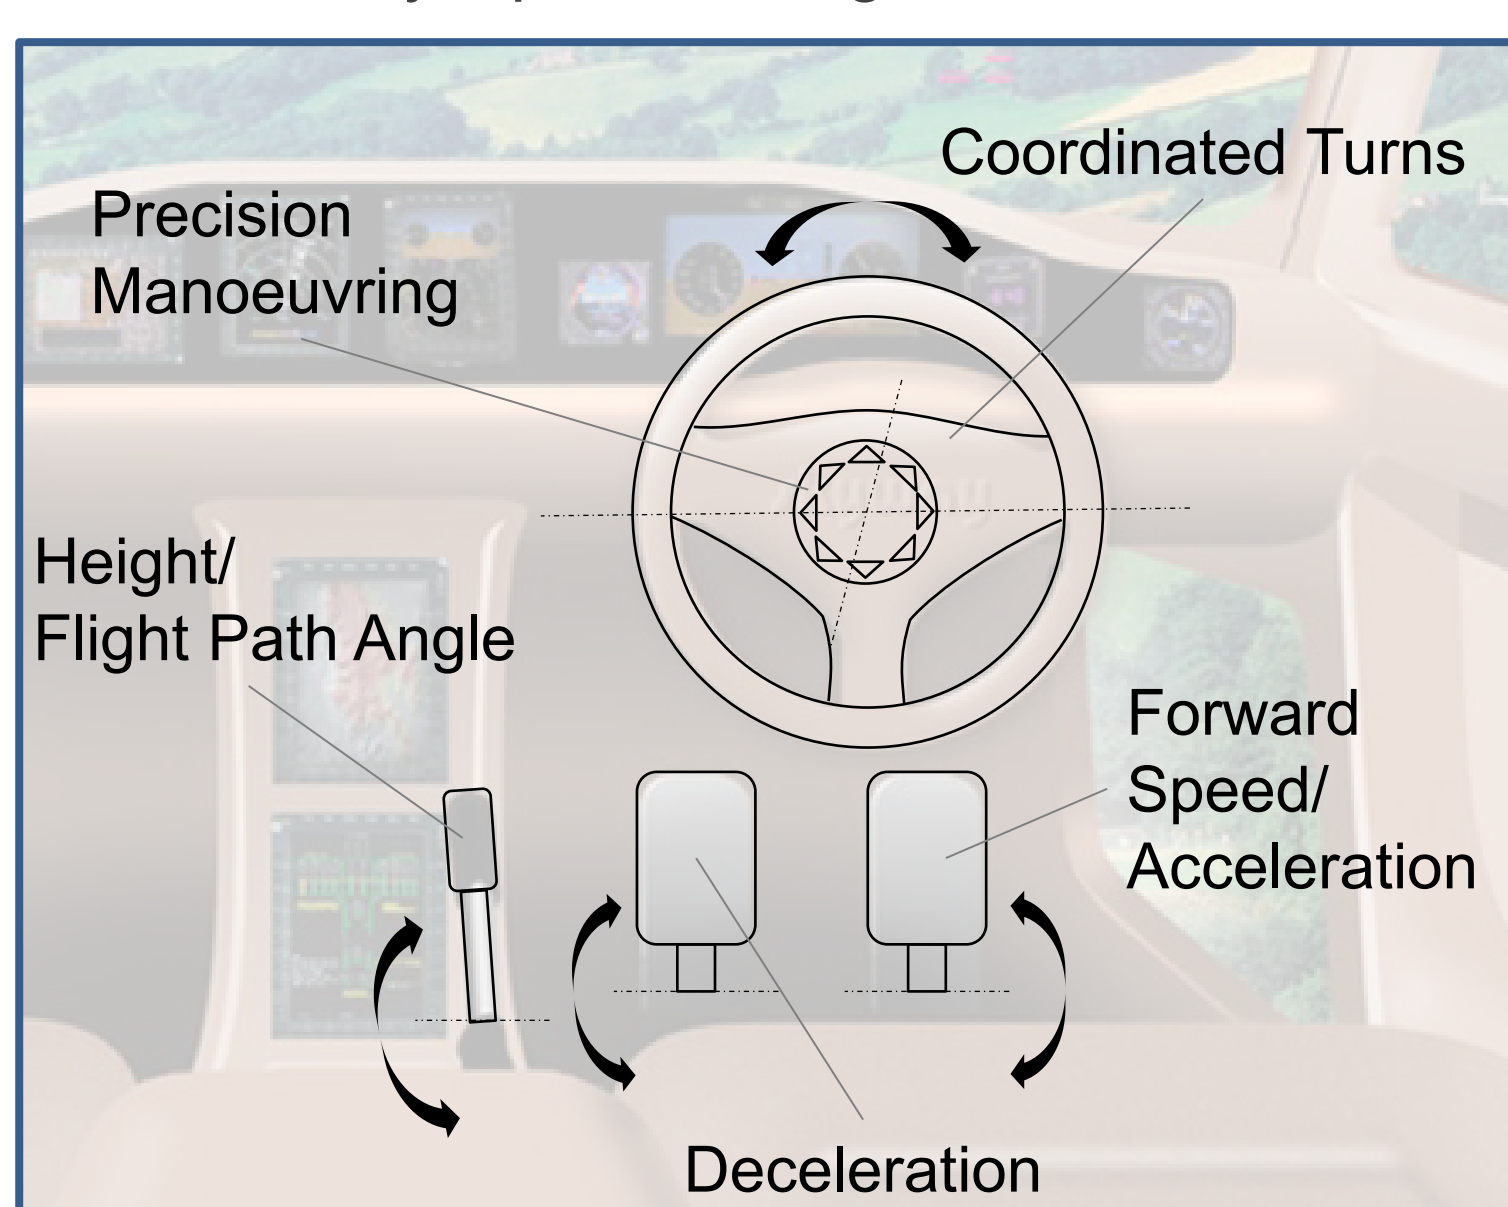 Coordinated Turns
Precision
Manoeuvring
Height/
Flight Path Angle
Forward
Speed/
Acceleration
Deceleration